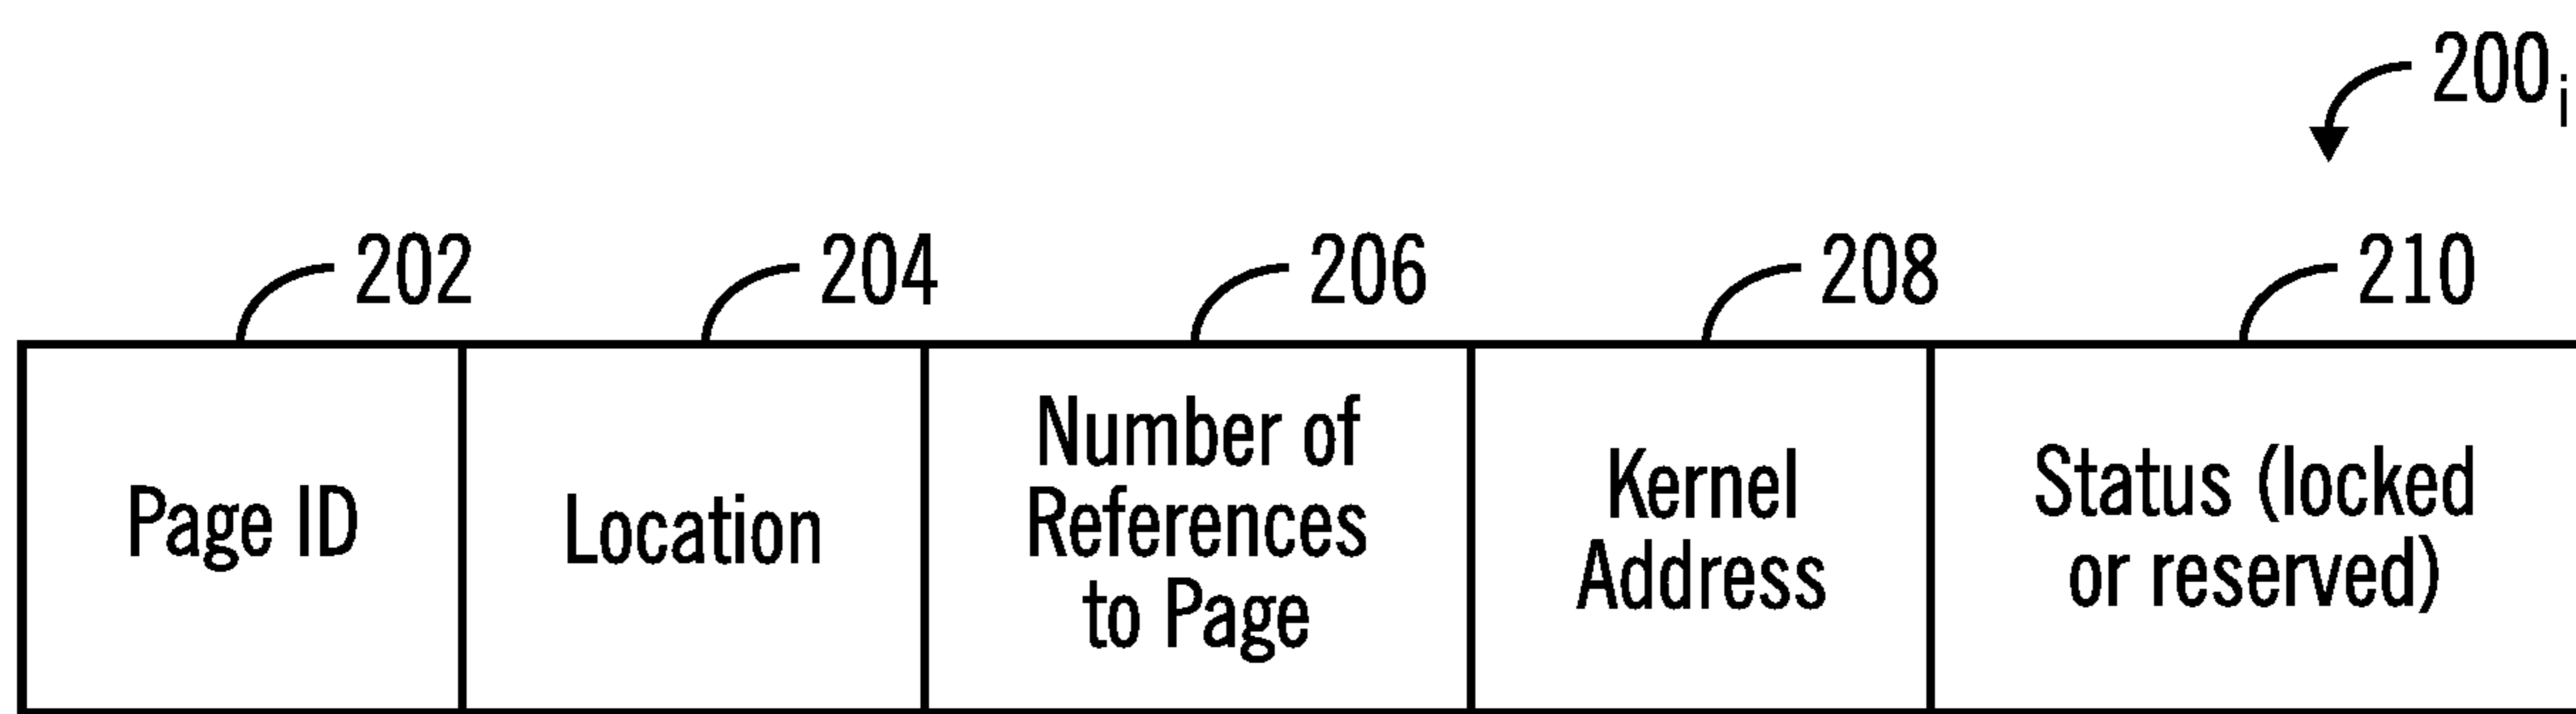 200i
202
204
206
208
210
Page ID
Location
Number of
References
to Page
Kernel
Address
Status (locked
or reserved)